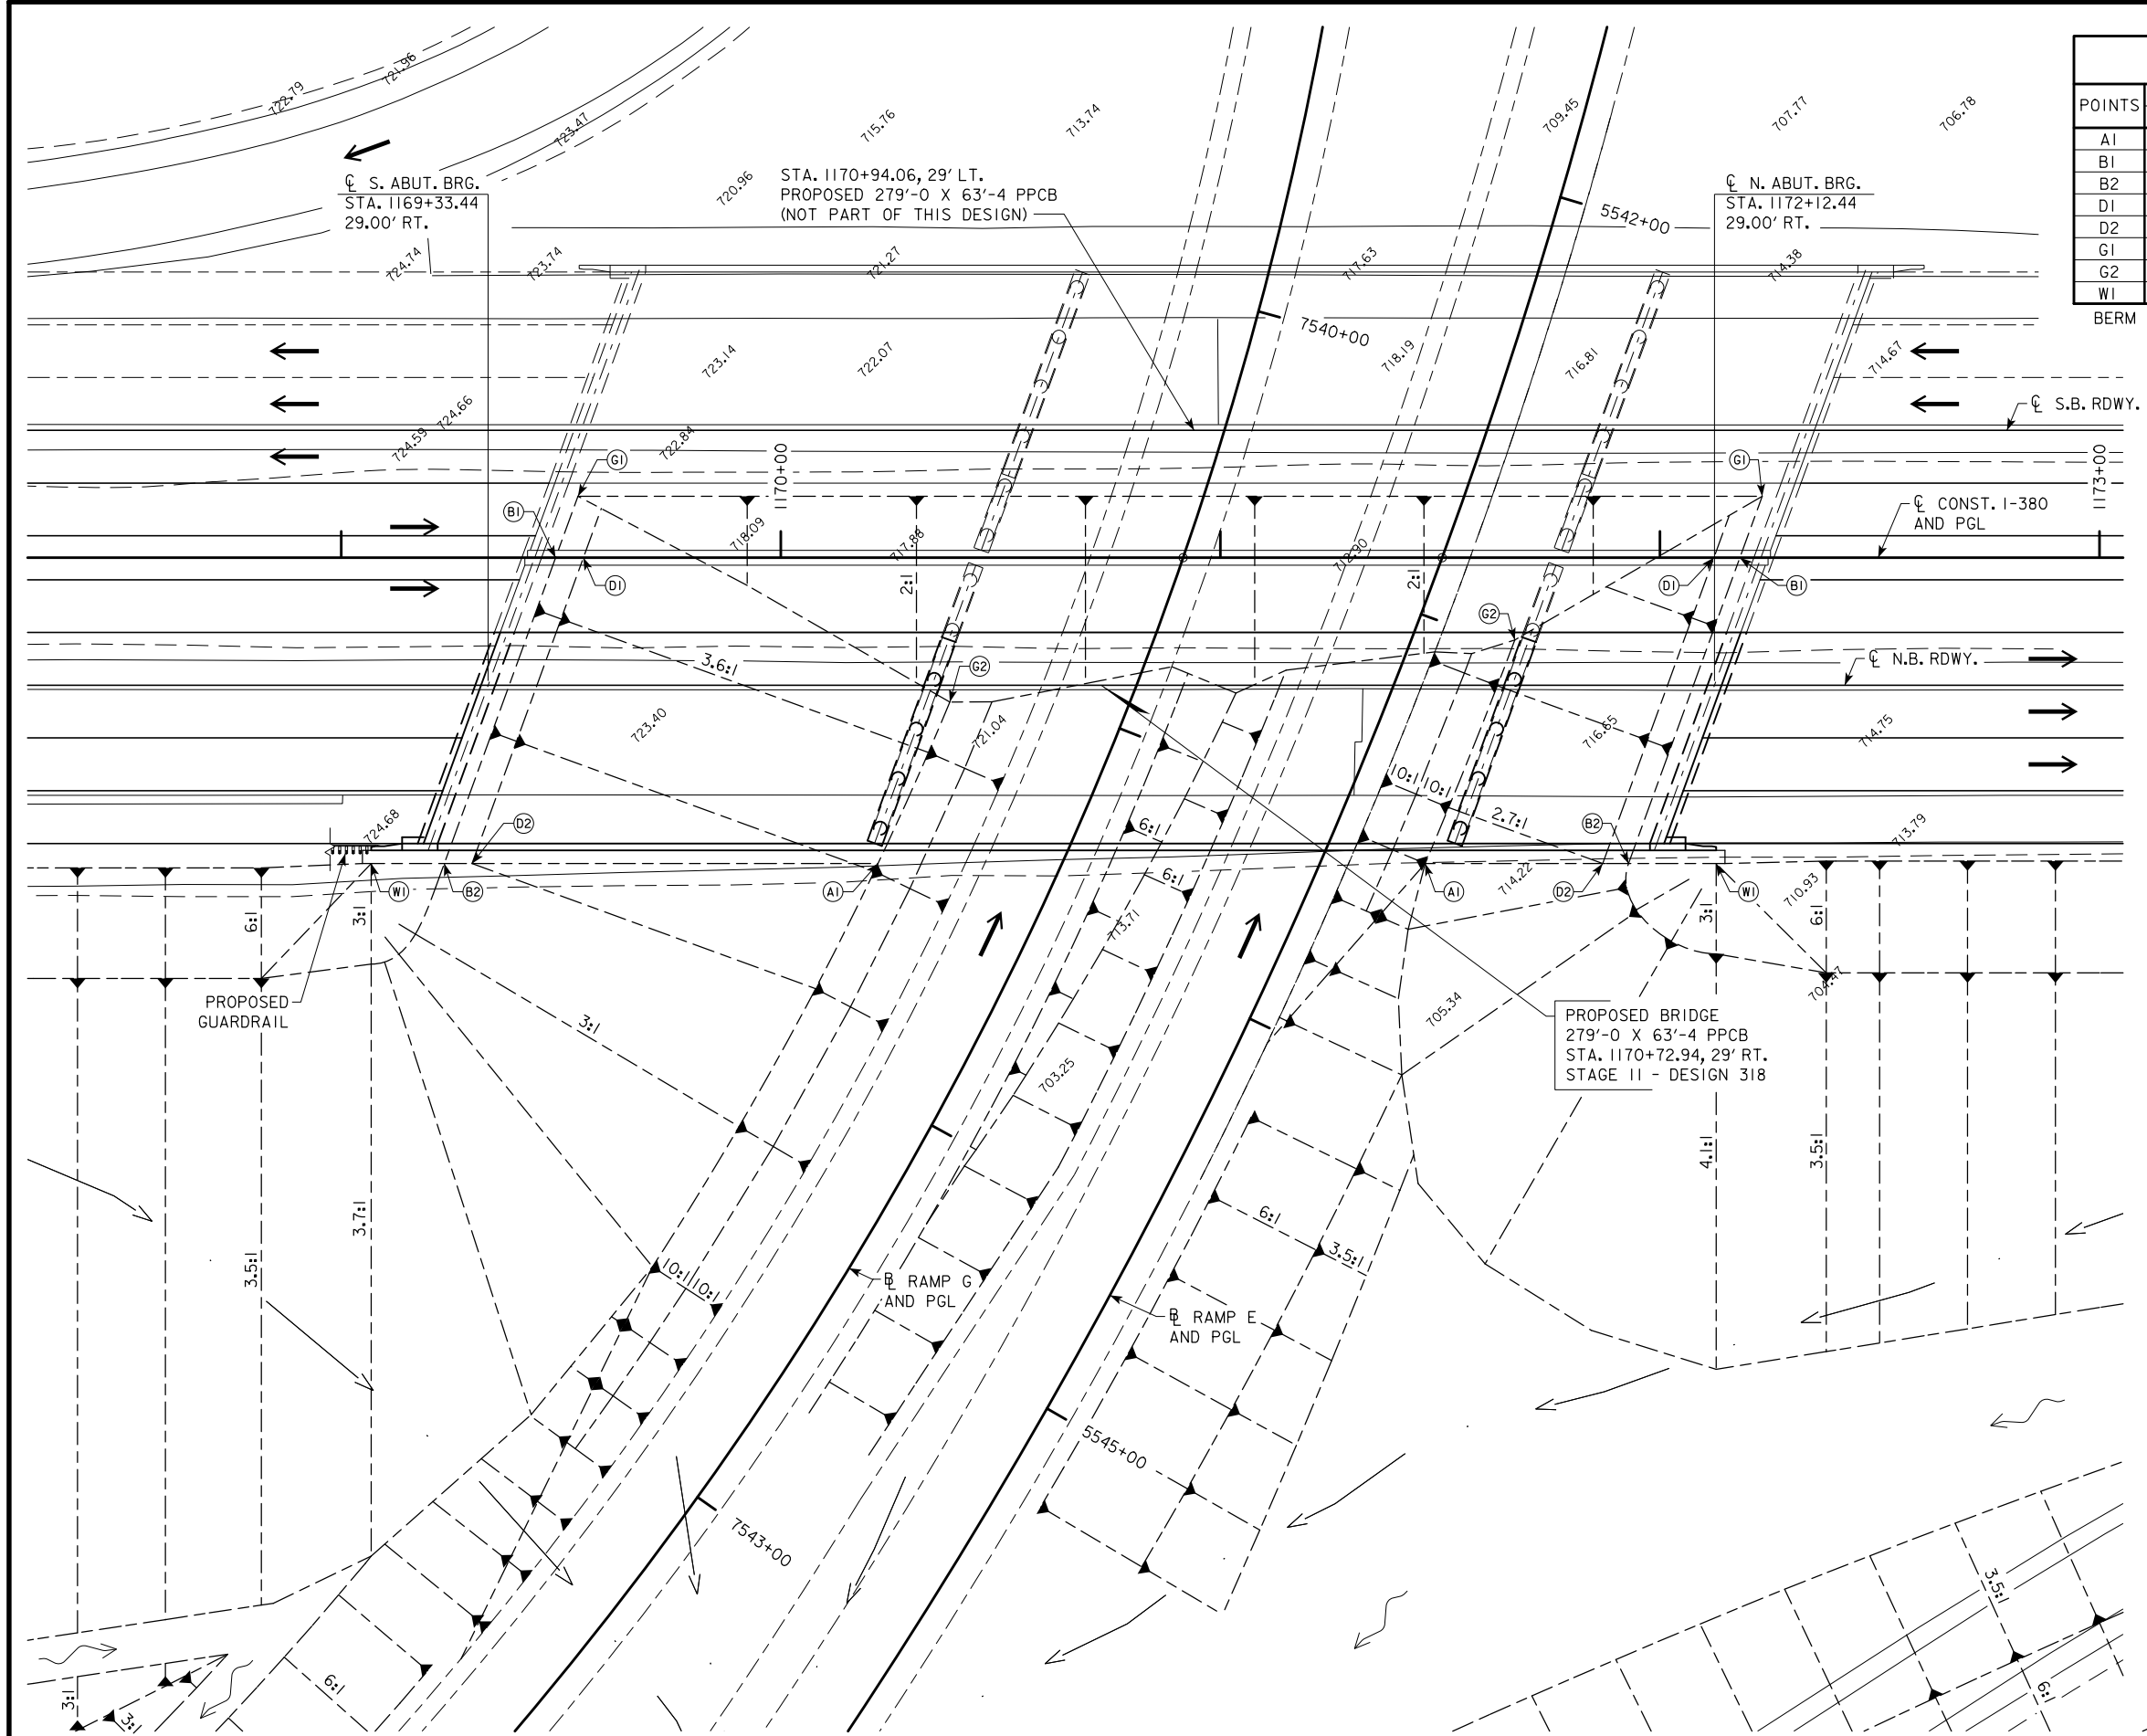 722.79
721.96
723.47
715.76
713.74
709.45
707.77
706.78
POINTS
A1
B1
B2
D1
D2
G1
G2
W1
BERM
℄ S. ABUT. BRG.
STA. 1169+33.44
29.00' RT.
720.96
STA. 1170+94.06, 29' LT.
PROPOSED 279'-0 X 63'-4 PPCB
(NOT PART OF THIS DESIGN)
℄ N. ABUT. BRG.
STA. 1172+12.44
29.00' RT.
5542+00
724.74
723.74
721.27
717.63
714.38
7540+00
723.14
722.07
718.19
716.81
714.67
℄ S.B. RDWY.
724.59
724.66
722.84
G1
1170+00
G1
1173+00
℄ CONST. I-380
AND PGL
B1
718.09
717.88
712.90
D1
2:1
2:1
D1
B1
G2
3.6:1
G2
℄ N.B. RDWY.
723.40
721.04
716.65
714.75
10:1
10:1
2.7:1
724.68
D2
6:1
B2
713.79
W1
B2
A1
6:1
A1
714.22
D2
W1
710.93
6:1
3:1
713.71
3:1
6:1
PROPOSED
GUARDRAIL
3:1
703.25
705.34
704.47
PROPOSED BRIDGE
279'-0 X 63'-4 PPCB
STA. 1170+72.94, 29' RT.
STAGE 11 - DESIGN 318
3.7:1
4.1:1
3.5:1
3.5:1
6:1
3.5:1
10:1
10:1
℄ RAMP G
AND PGL
℄ RAMP E
AND PGL
5545+00
7543+00
3.5:1
6:1
3:1
3:1
6:1